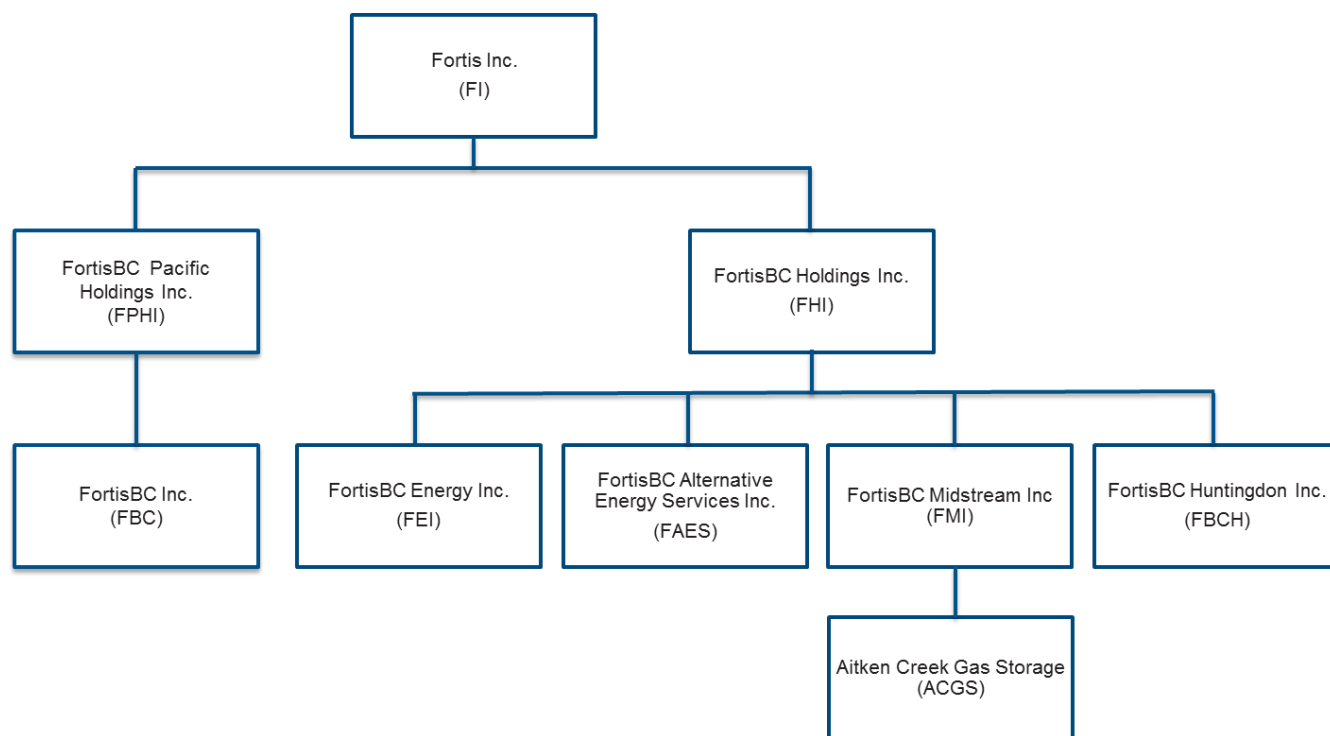 Fortis Inc.
(FI)
FortisBC Pacific
Holdings Inc.
(FPHI)
FortisBC Holdings Inc.
(FHI)
FortisBC Inc.
(FBC)
FortisBC Energy Inc.
(FEI)
FortisBC Alternative
Energy Services Inc.
(FAES)
FortisBC Midstream Inc
(FMI)
FortisBC Huntingdon Inc.
(FBCH)
Aitken Creek Gas Storage
(ACGS)